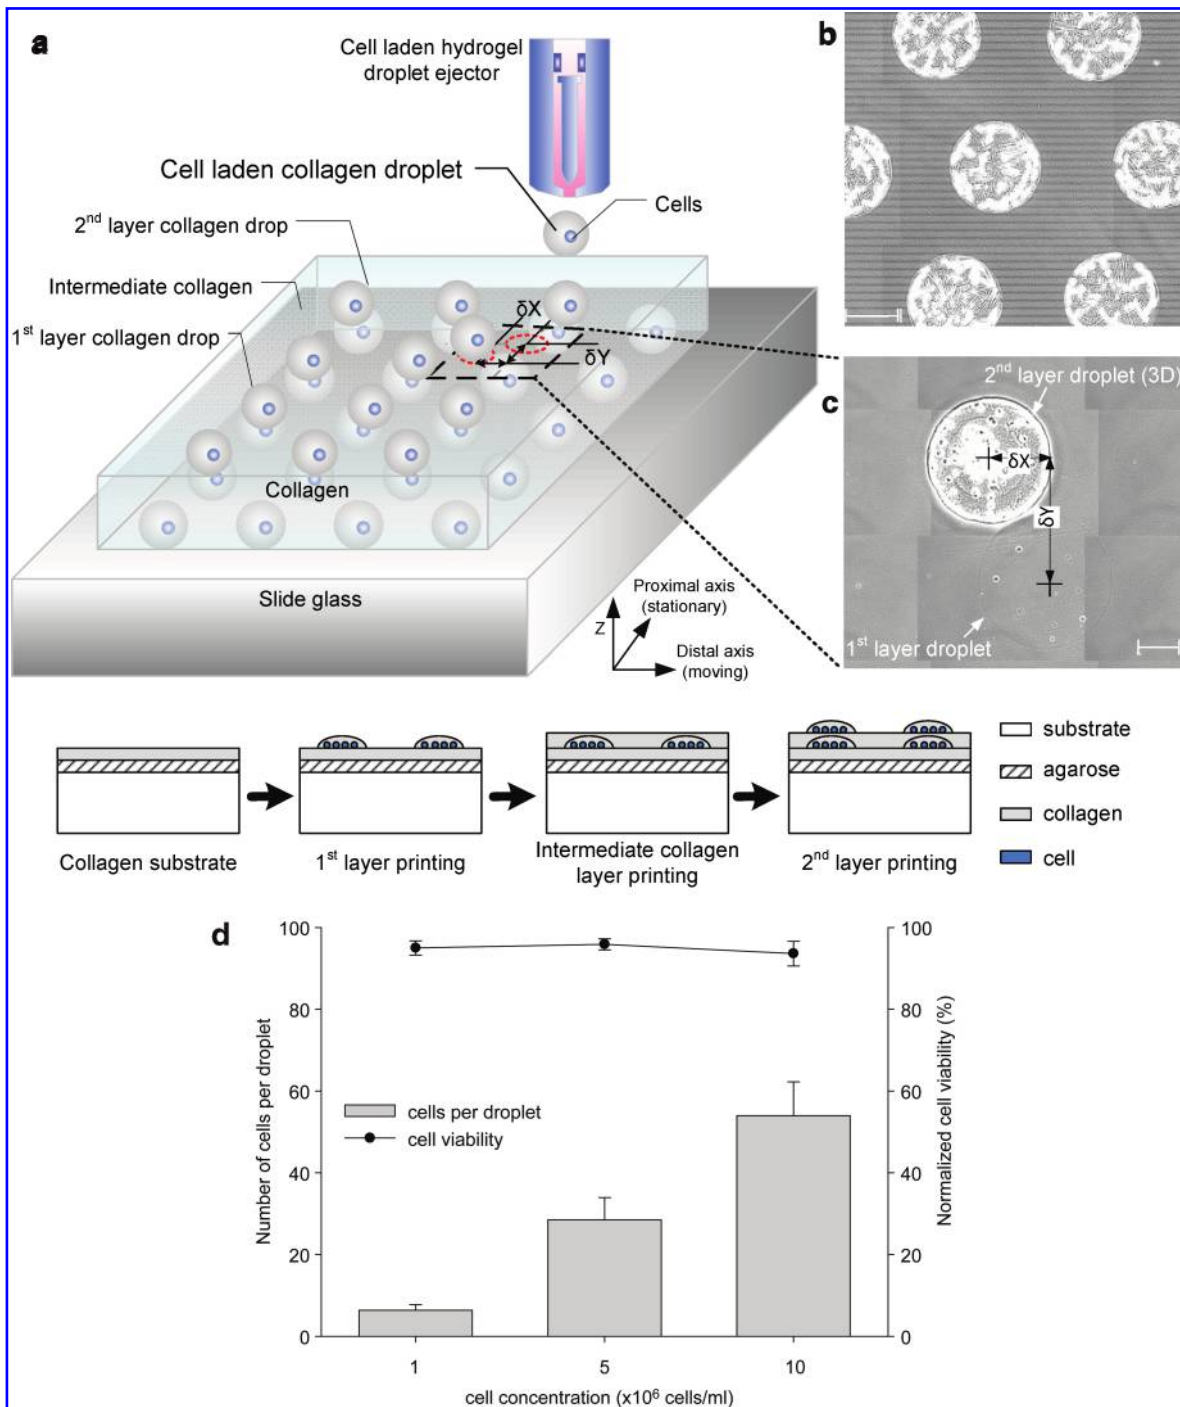 a
Cell laden hydrogel
droplet ejector
Cell laden collagen droplet
Cells
2nd layer collagen drop
Intermediate collagen
1st layer collagen drop
δX
δY
Collagen
Slide glass
Z
Proximal axis
(stationary)
Distal axis
(moving)
b
c
2nd layer droplet (3D)
δX
δY
1st layer droplet
Collagen substrate
1st layer printing
Intermediate collagen
layer printing
2nd layer printing
substrate
agarose
collagen
cell
d
Number of cells per droplet
100
80
60
40
20
0
cells per droplet
cell viability
100
80
60
40
20
0
Normalized cell viability (%)
1
5
10
cell concentration (x10⁶ cells/ml)